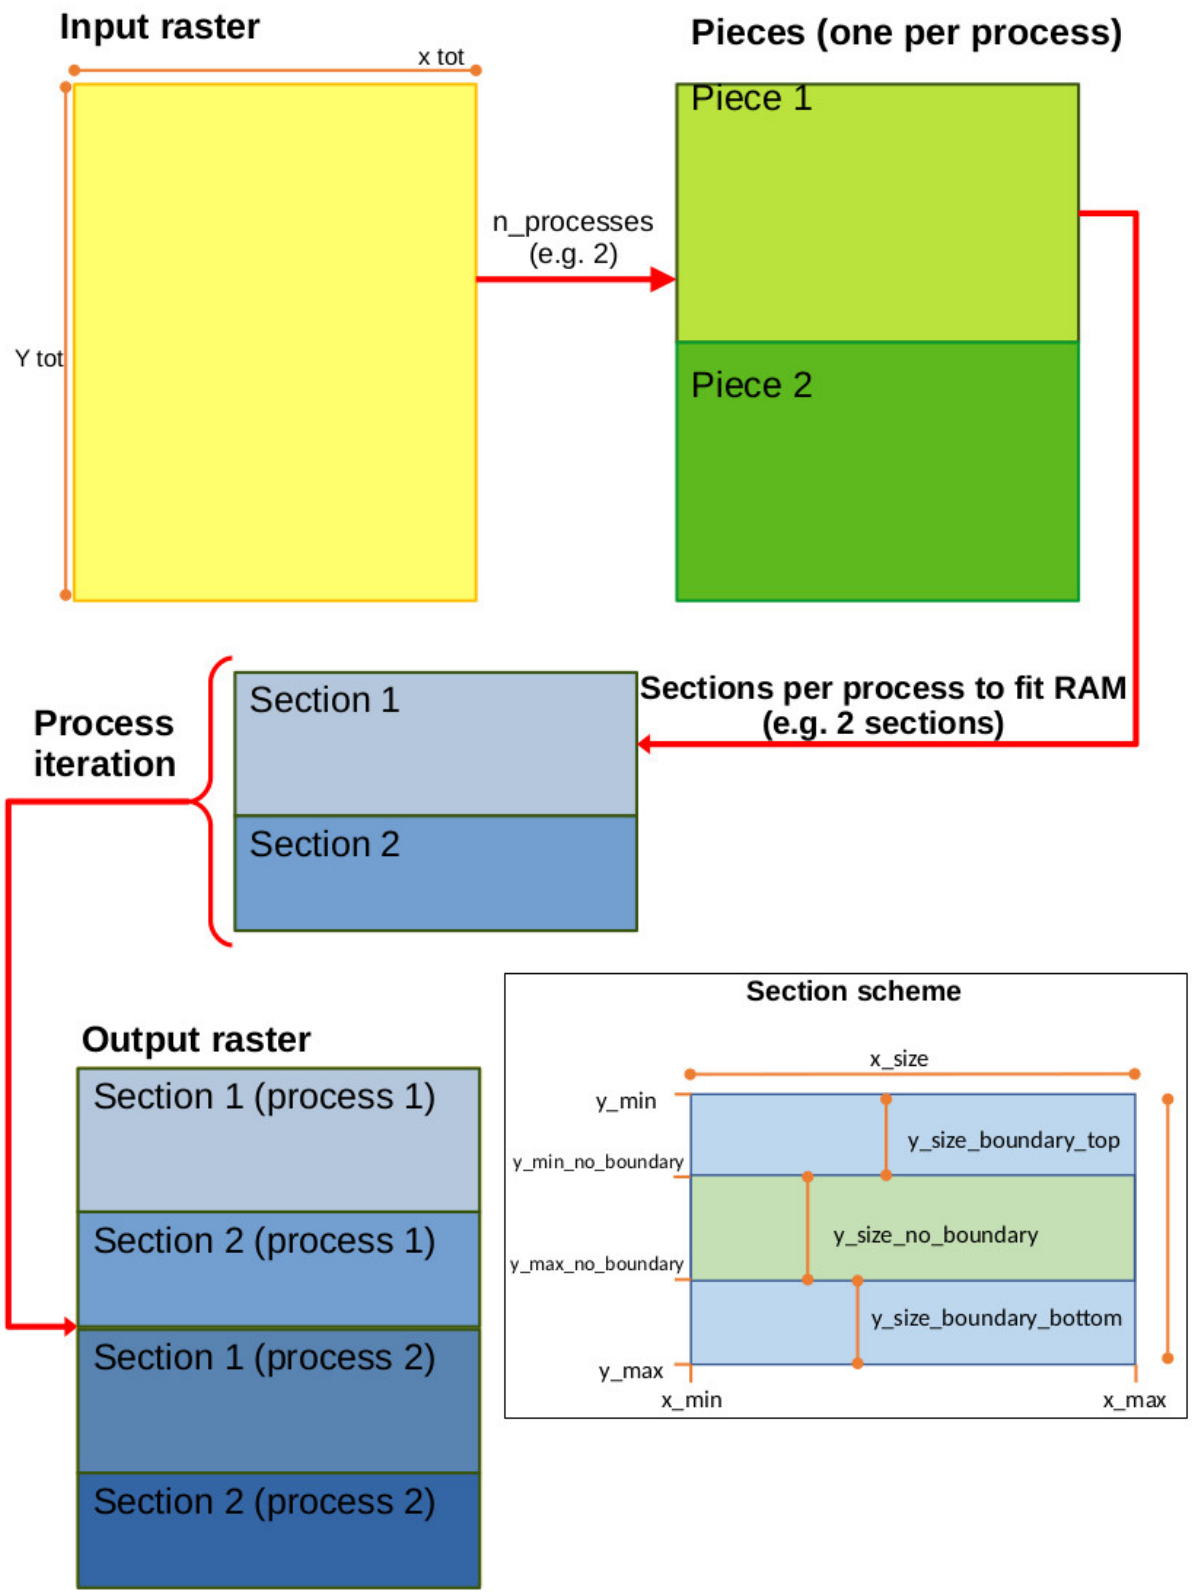 Input raster
x tot
Y tot
n_processes
(e.g. 2)
Pieces (one per process)
Piece 1
Piece 2
Sections per process to fit RAM
(e.g. 2 sections)
Process
iteration
Section 1
Section 2
Output raster
Section 1 (process 1)
Section 2 (process 1)
Section 1 (process 2)
Section 2 (process 2)
Section scheme
x_size
y_min
y_size_boundary_top
y_min_no_boundary
y_size_no_boundary
y_max_no_boundary
y_size_boundary_bottom
y_max
x_min
x_max